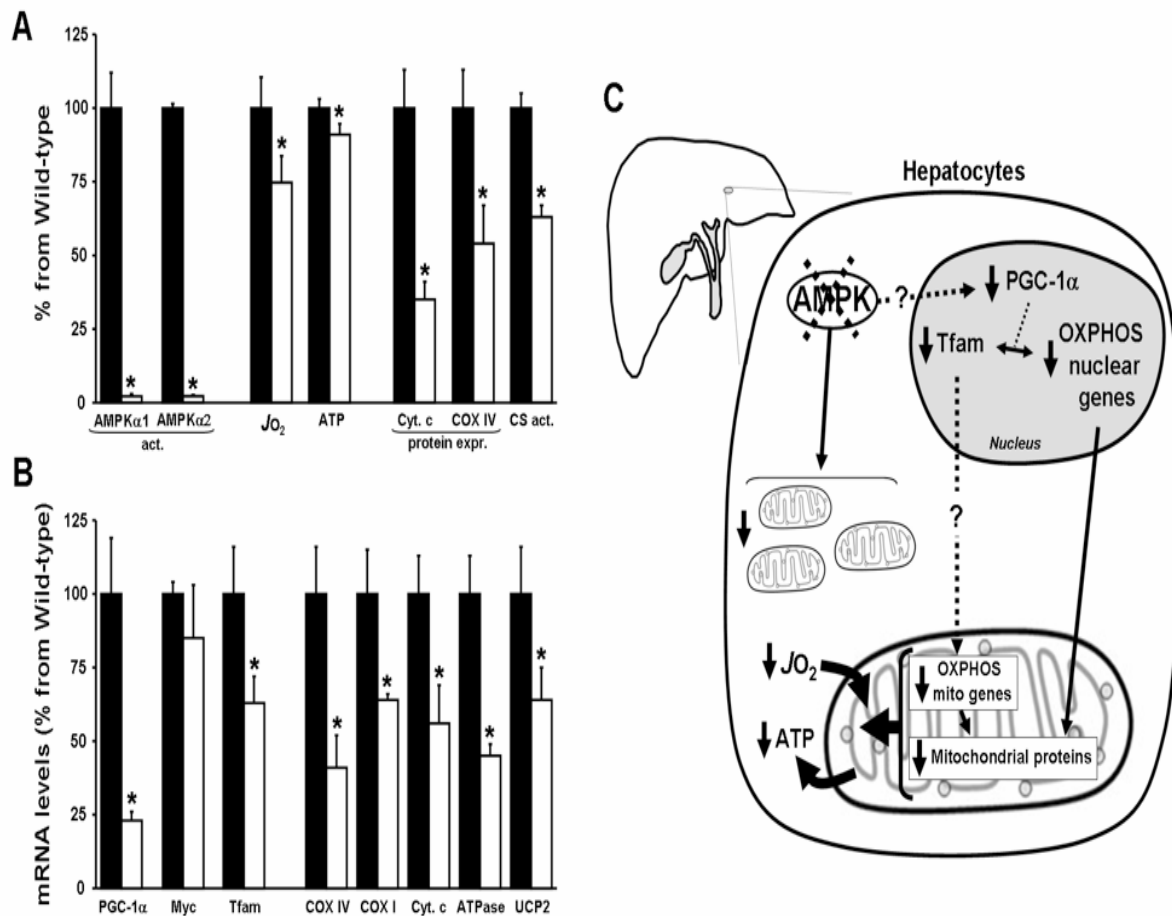 A
% from Wild-type
125
100
75
50
25
0
* * * * * * *
AMPKα1 AMPKα2 JO₂ ATP Cyt. c COX IV CS act.
act. protein expr.
B
mRNA levels (% from Wild-type)
125
100
75
50
25
0
* * * * * * *
PGC-1α Myc Tfam COX IV COX I Cyt. c ATPase UCP2
C
Hepatocytes
AMPK
?
PGC-1α
Tfam
OXPHOS
nuclear
genes
Nucleus
?
JO₂
ATP
OXPHOS
mito genes
Mitochondrial proteins